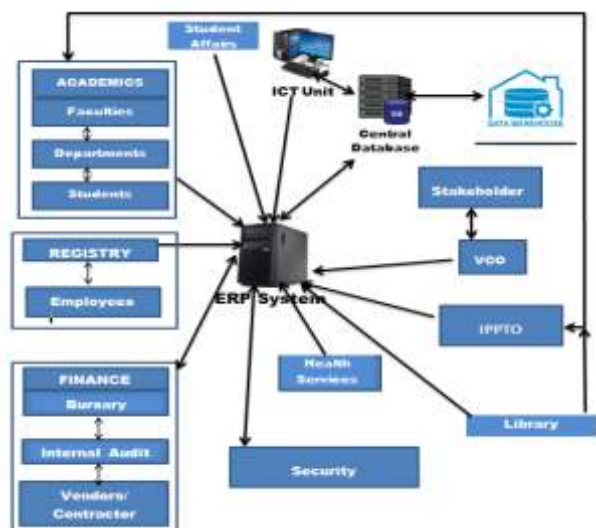 Student
Affairs
ICT Unit
Central
Database
DATA WAREHOUSE
ACADEMICS
Faculties
Departments
Students
Stakeholder
VCO
REGISTRY
Employees
ERP System
IPPTO
Health
Services
Library
FINANCE
Bursary
Internal Audit
Vendors/
Contractor
Security